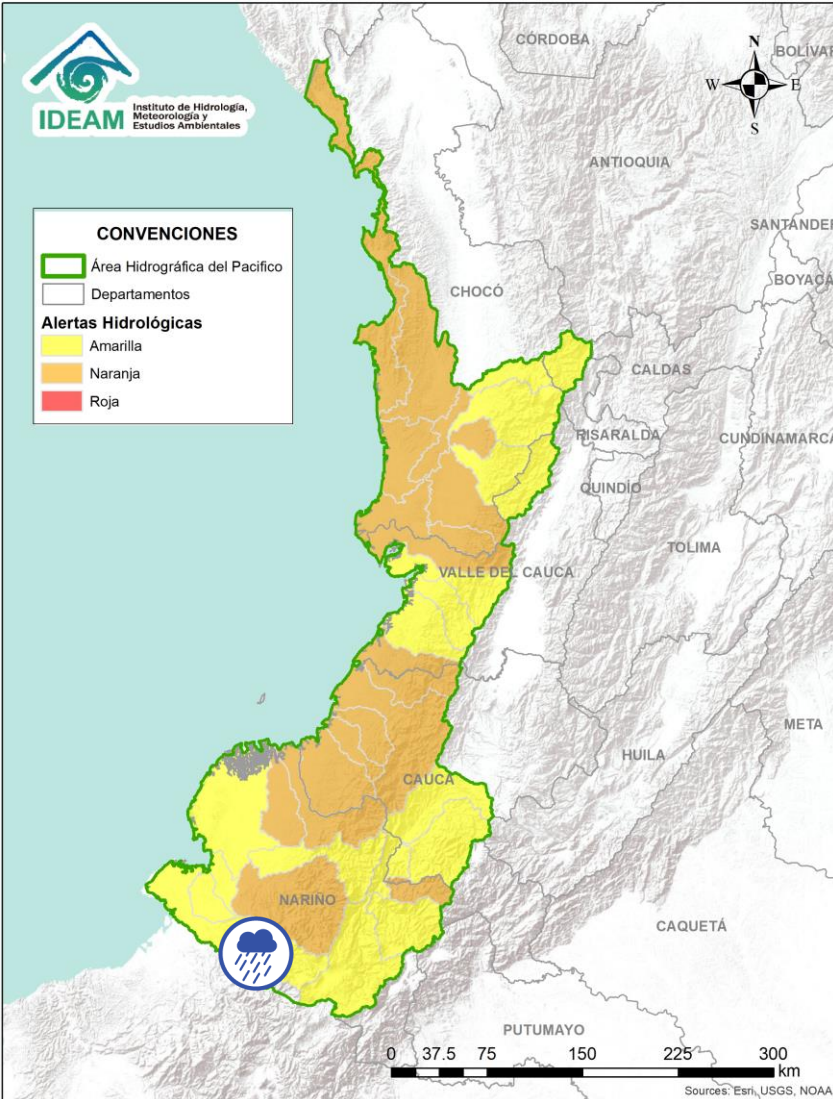 IDEAM
Instituto de Hidrología,
Meteorología y
Estudios Ambientales
N
W
E
S
CÓRDOBA
BOLÍVAR
ANTIOQUIA
SANTANDER
BOYACÁ
CHOCÓ
CALDAS
RISARALDA
CUNDINAMARCA
QUINDÍO
TOLIMA
VALLE DEL CAUCA
META
HUILA
CAUCA
NARIÑO
CAQUETÁ
PUTUMAYO
CONVENCIONES
Área Hidrográfica del Pacifico
Departamentos
Alertas Hidrológicas
Amarilla
Naranja
Roja
0 37.5 75 150 225 300
km
Sources: Esri, USGS, NOAA